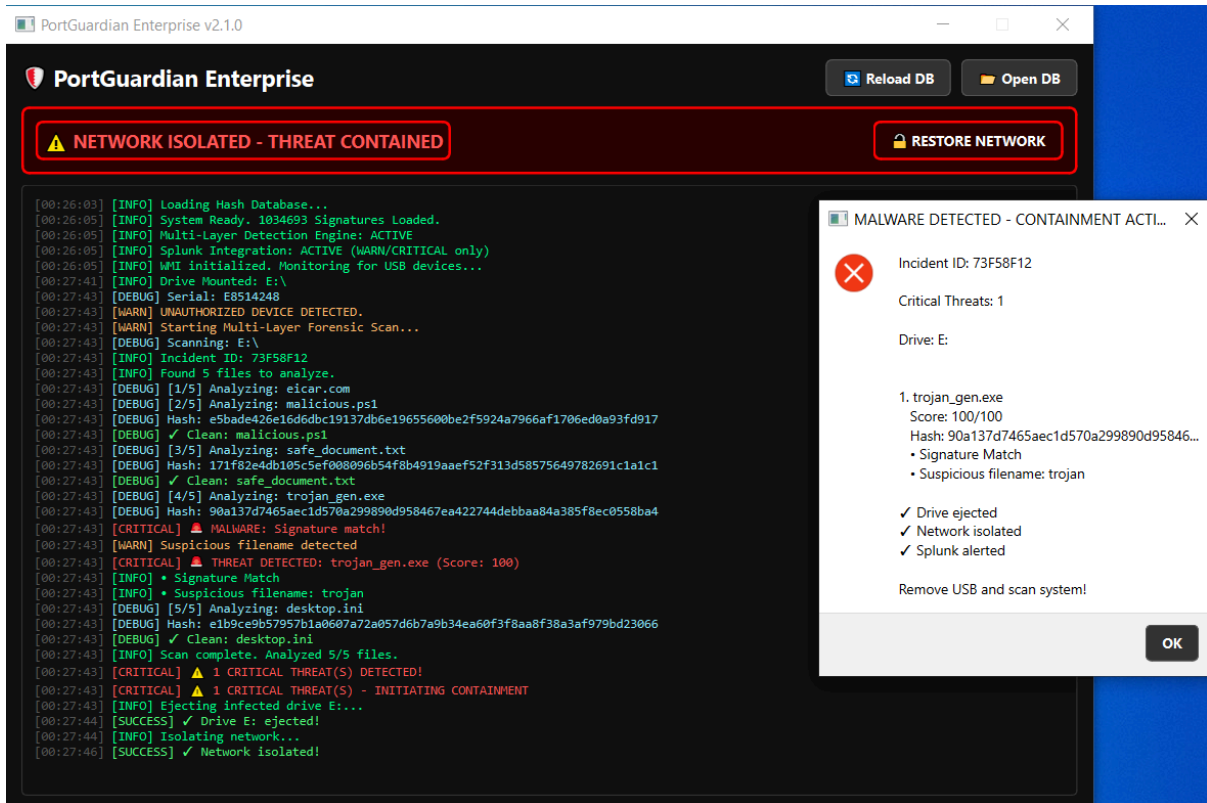 PortGuardian Enterprise v2.1.0
PortGuardian Enterprise
Reload DB
Open DB
NETWORK ISOLATED - THREAT CONTAINED
RESTORE NETWORK
[00:26:03] [INFO] Loading Hash Database...
[00:26:05] [INFO] System Ready. 1034693 Signatures Loaded.
[00:26:05] [INFO] Multi-Layer Detection Engine: ACTIVE
[00:26:05] [INFO] Splunk Integration: ACTIVE (WARN/CRITICAL only)
[00:26:05] [INFO] WMI initialized. Monitoring for USB devices...
[00:27:41] [INFO] Drive Mounted: E:\
[00:27:43] [DEBUG] Serial: E8514248
[00:27:43] [WARN] UNAUTHORIZED DEVICE DETECTED.
[00:27:43] [WARN] Starting Multi-Layer Forensic Scan...
[00:27:43] [DEBUG] Scanning: E:\
[00:27:43] [INFO] Incident ID: 73F58F12
[00:27:43] [INFO] Found 5 files to analyze.
[00:27:43] [DEBUG] [1/5] Analyzing: eicar.com
[00:27:43] [DEBUG] [2/5] Analyzing: malicious.ps1
[00:27:43] [DEBUG] Hash: e5bade426e16d6dbc19137db6e19655600be2f5924a7966af1706ed0a93fd917
[00:27:43] [DEBUG] ✓ Clean: malicious.ps1
[00:27:43] [DEBUG] [3/5] Analyzing: safe_document.txt
[00:27:43] [DEBUG] Hash: 171f82e4db105c5ef008096b54f8b4919aaef52f313d58575649782691c1a1c1
[00:27:43] [DEBUG] ✓ Clean: safe_document.txt
[00:27:43] [DEBUG] [4/5] Analyzing: trojan_gen.exe
[00:27:43] [DEBUG] Hash: 90a137d7465aec1d570a299890d958467ea422744debbaa84a385f8ec0558ba4
[00:27:43] [CRITICAL] 🚨 MALWARE: Signature match!
[00:27:43] [WARN] Suspicious filename detected
[00:27:43] [CRITICAL] 🚨 THREAT DETECTED: trojan_gen.exe (Score: 100)
[00:27:43] [INFO] • Signature Match
[00:27:43] [INFO] • Suspicious filename: trojan
[00:27:43] [DEBUG] [5/5] Analyzing: desktop.ini
[00:27:43] [DEBUG] Hash: e1b9ce9b57957b1a0607a72a057d6b7a9b34ea60f3f8aa8f38a3af979bd23066
[00:27:43] [DEBUG] ✓ Clean: desktop.ini
[00:27:43] [INFO] Scan complete. Analyzed 5/5 files.
[00:27:43] [CRITICAL] ⚠ 1 CRITICAL THREAT(S) DETECTED!
[00:27:43] [CRITICAL] ⚠ 1 CRITICAL THREAT(S) - INITIATING CONTAINMENT
[00:27:43] [INFO] Ejecting infected drive E:...
[00:27:44] [SUCCESS] ✓ Drive E: ejected!
[00:27:44] [INFO] Isolating network...
[00:27:46] [SUCCESS] ✓ Network isolated!
MALWARE DETECTED - CONTAINMENT ACTI...
Incident ID: 73F58F12
Critical Threats: 1
Drive: E:
1. trojan_gen.exe
Score: 100/100
Hash: 90a137d7465aec1d570a299890d95846...
• Signature Match
• Suspicious filename: trojan
✓ Drive ejected
✓ Network isolated
✓ Splunk alerted
Remove USB and scan system!
OK